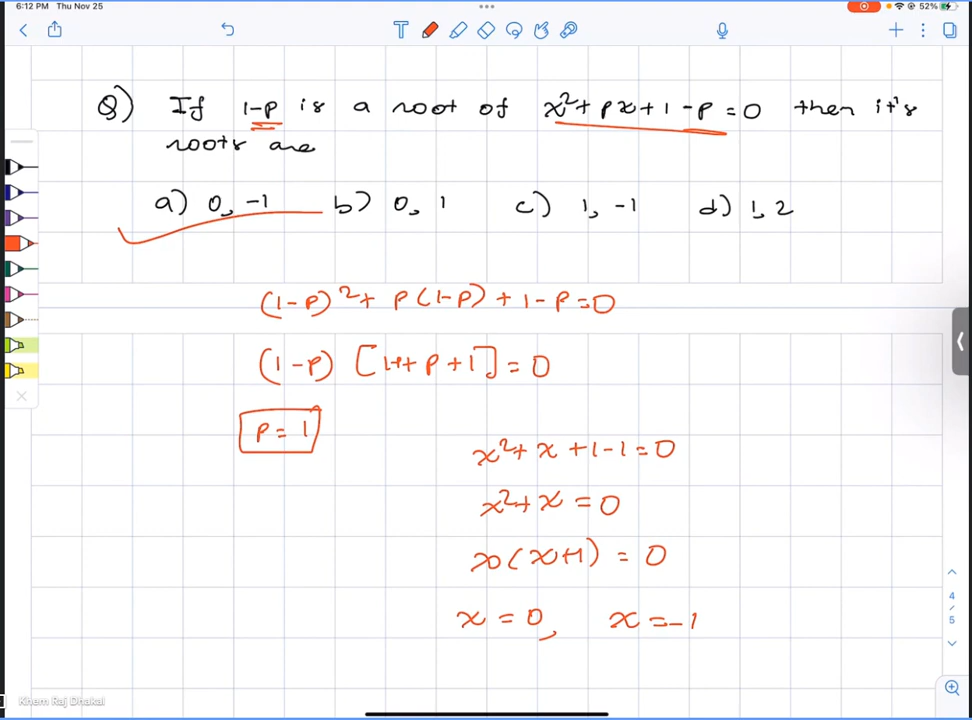 6:12 PM Thu Nov 25
52%
T
Q) If 1-p is a root of x²+px+1-p=0 then it's
roots are
a) 0, -1 b) 0, 1 c) 1, -1 d) 1, 2
(1-p)²+ p(1-p)+1-p=0
(1-p) [ +p+1]=0
p=1
x²+x+1-1=0
x²+x=0
x(x+1)=0
x=0, x=-1
4
/
5
Khem Raj Dhakal